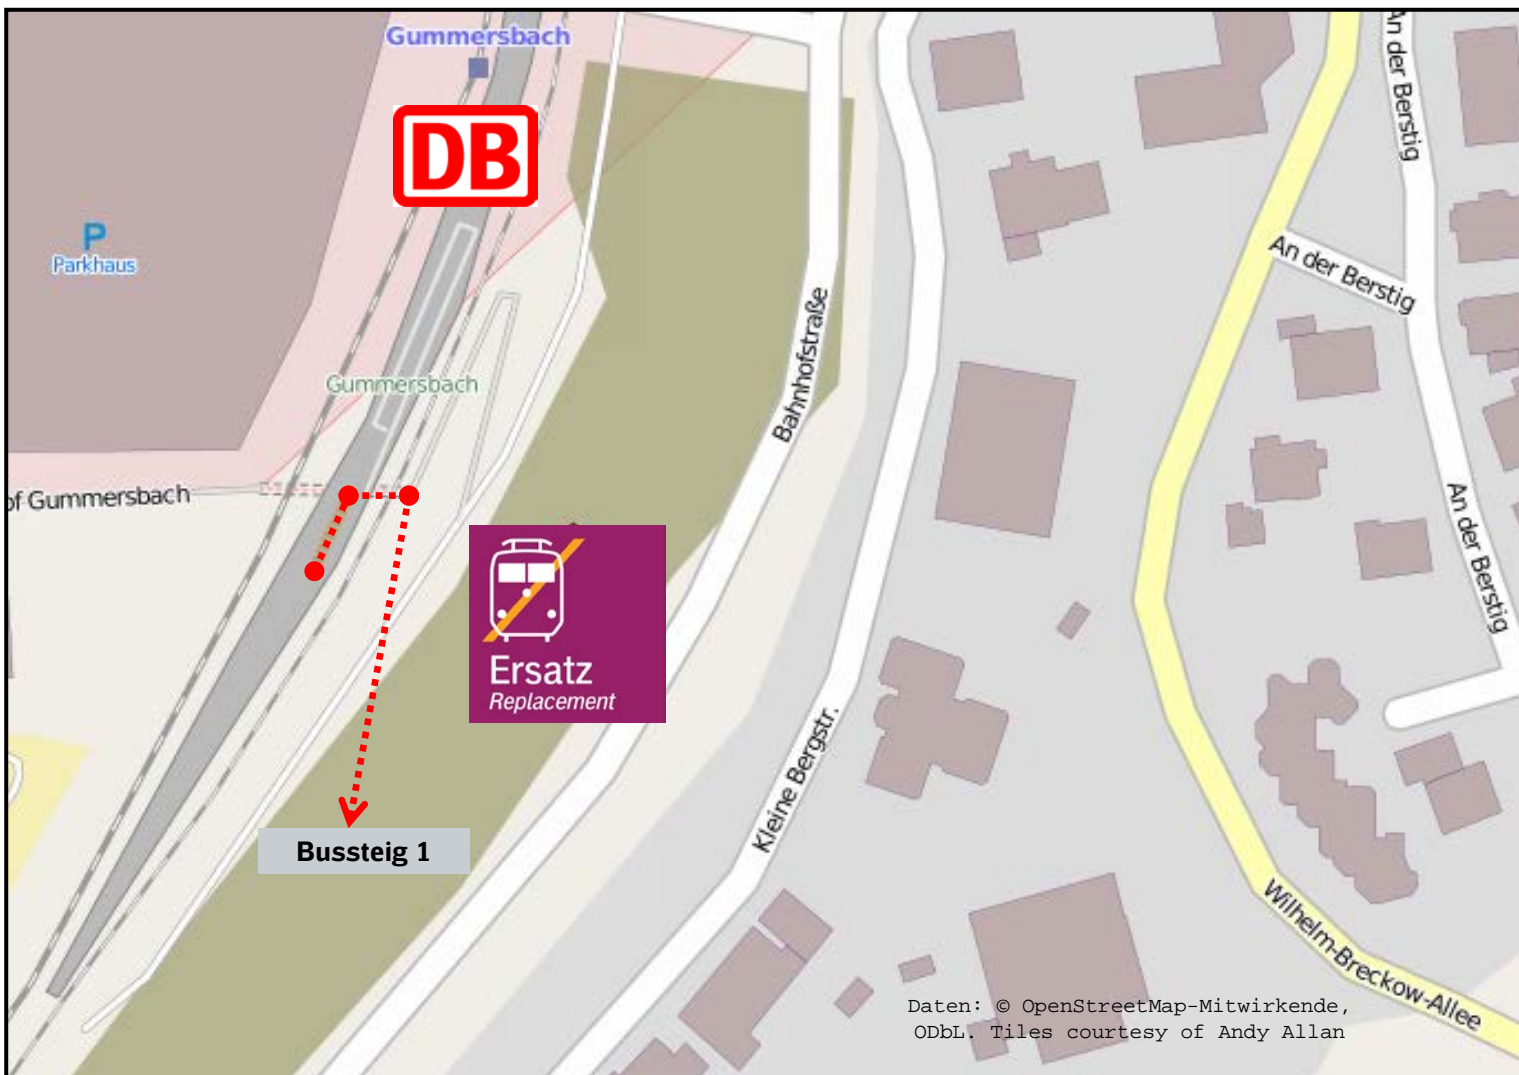 Gummersbach
DB
P
Parkhaus
Gummersbach
of Gummersbach
Ersatz
Replacement
Bussteig 1
Bahnhofstraße
Kleine Bergstr.
An der Berstig
An der Berstig
An der Berstig
Wilhelm-Breckow-Allee
Daten: © OpenStreetMap-Mitwirkende,
ODbL. Tiles courtesy of Andy Allan